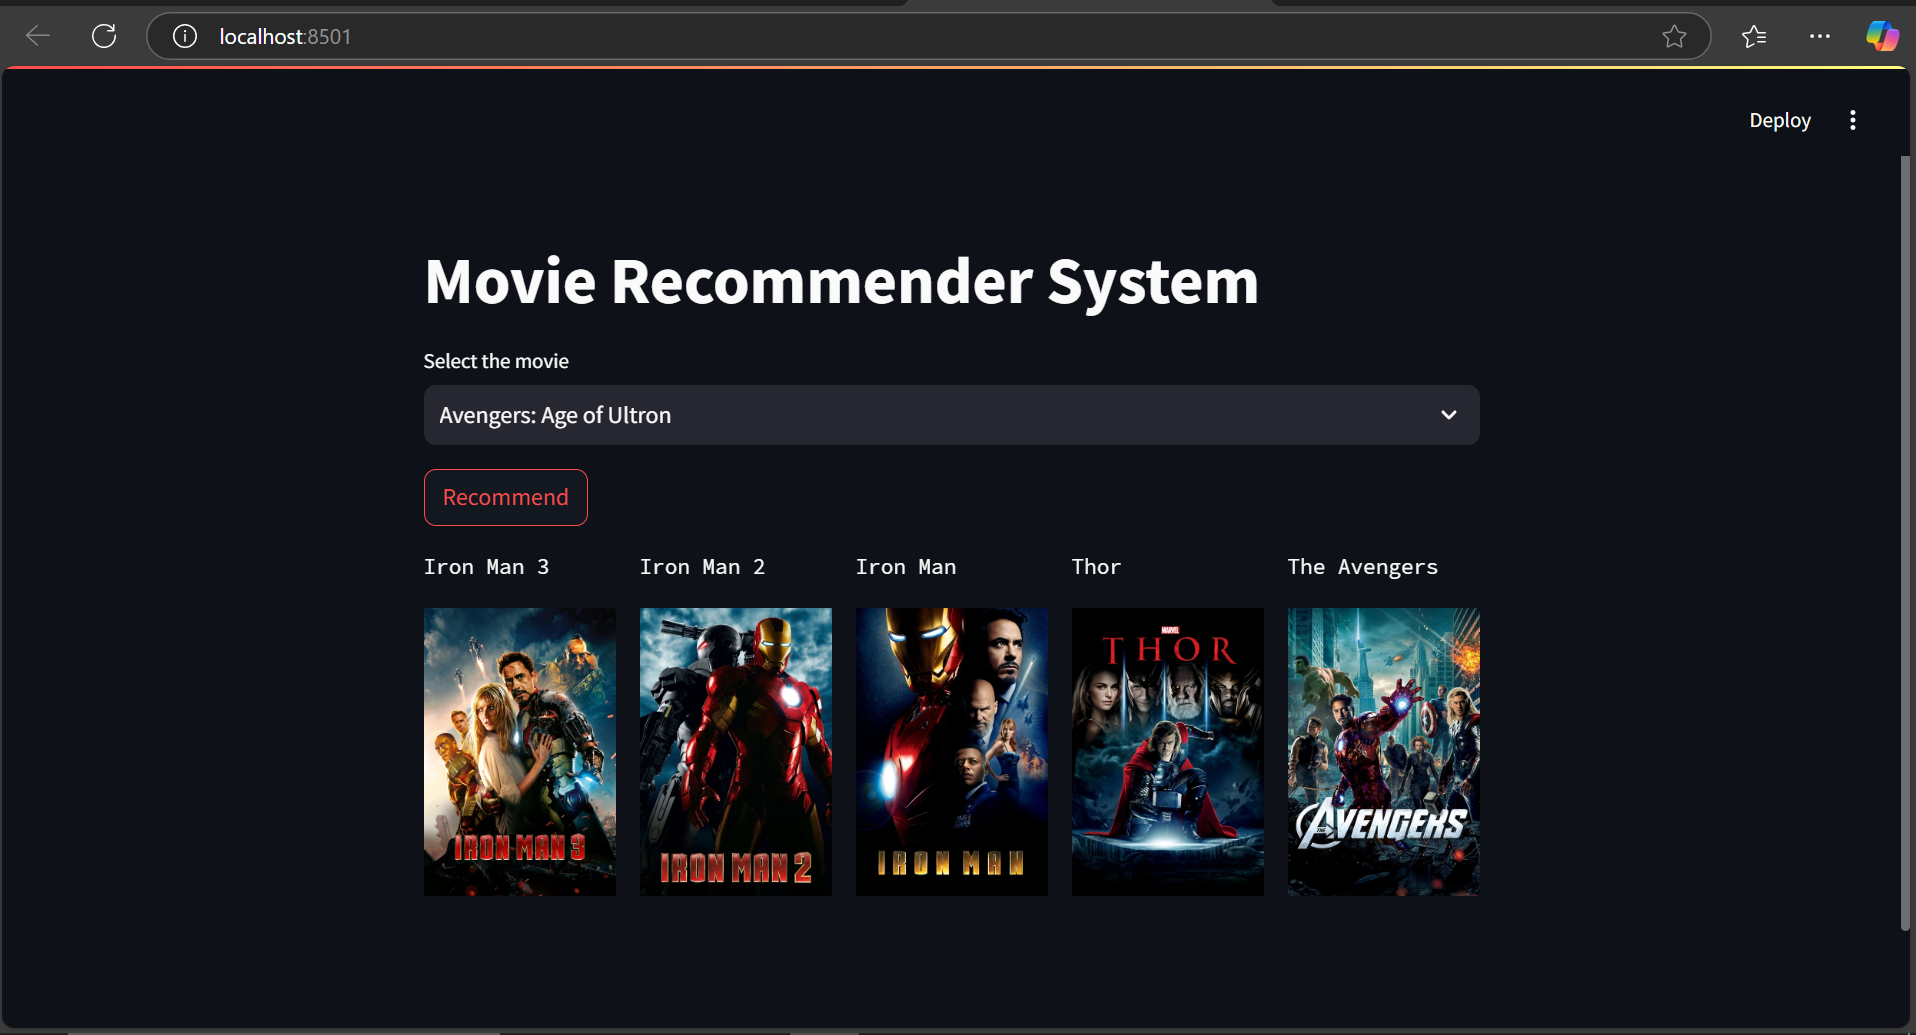 localhost:8501
Deploy
Movie Recommender System
Select the movie
Avengers: Age of Ultron
Recommend
Iron Man 3
Iron Man 2
Iron Man
Thor
The Avengers
IRON MAN 3
IRON MAN 2
IRON MAN
MARVEL
THOR
THE AVENGERS